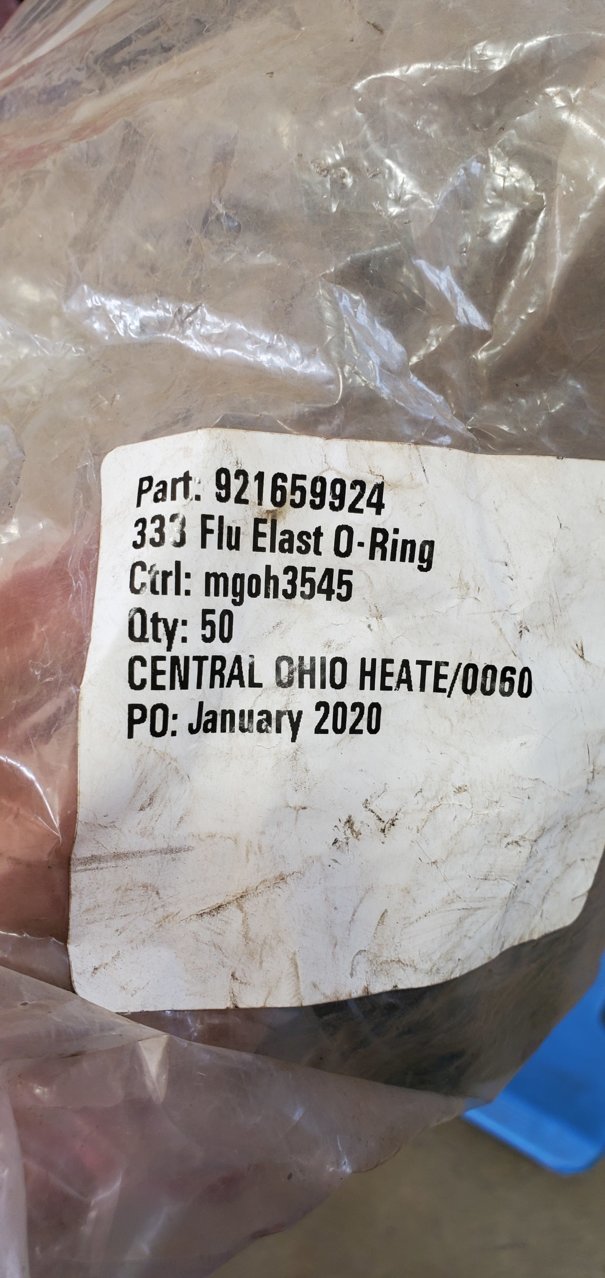 Part: 921659924
333 Flu Elast O-Ring
Ctrl: mgoh3545
Qty: 50
CENTRAL OHIO HEATE/0060
PO: January 2020